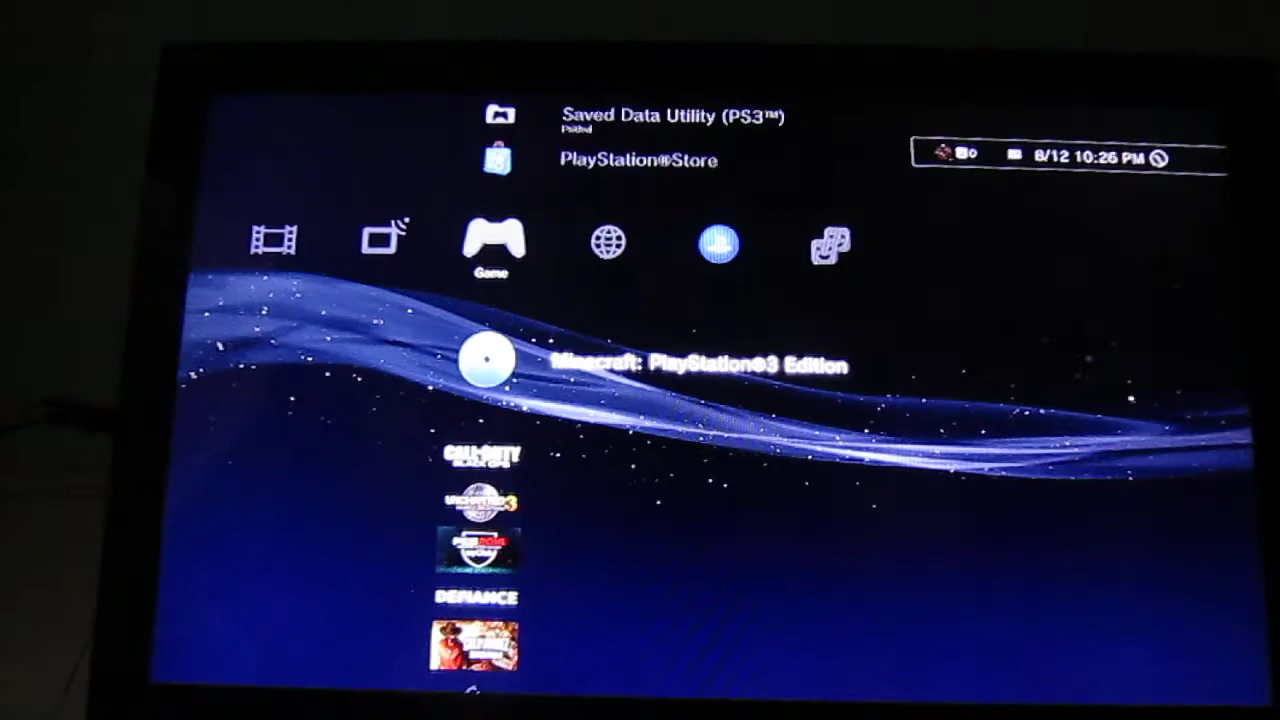 Saved Data Utility (PS3™)
PlayStation®Store
8/12 10:26 PM
Game
Minecraft: PlayStation®3 Edition
CALL OF DUTY
BLACK OPS
UNCHARTED 3
DEFIANCE